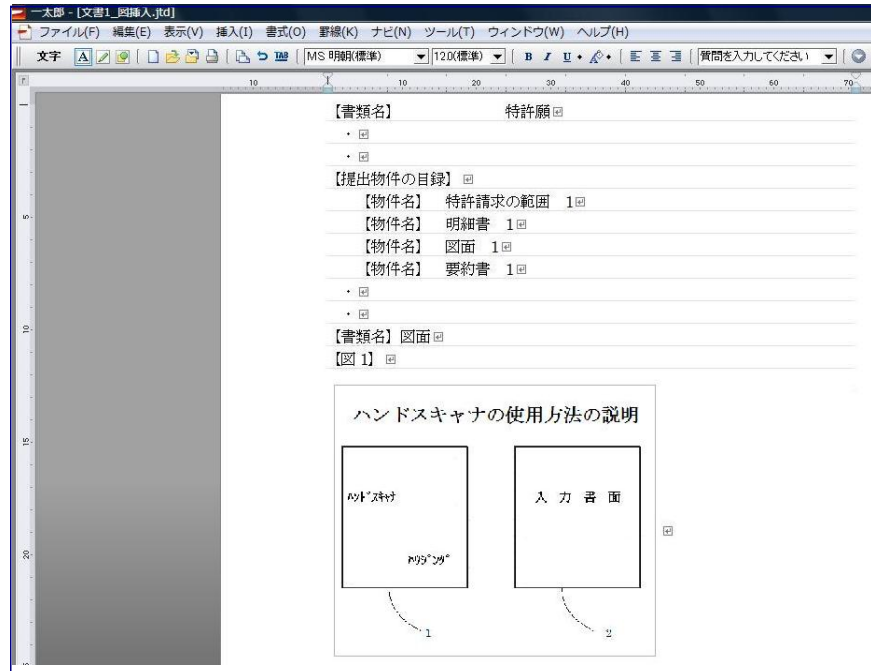 一太郎 - [文書1_図挿入.jtd]
ファイル(F) 編集(E) 表示(V) 挿入(I) 書式(O) 罫線(K) ナビ(N) ツール(T) ウィンドウ(W) ヘルプ(H)
文字 A TAB MS 明朝(標準) 12.0(標準) B I U 質問を入力してください
10 10 20 30 40 50 60 70
【書類名】 特許願
・
・
【提出物件の目録】
【物件名】 特許請求の範囲 1
【物件名】 明細書 1
【物件名】 図面 1
【物件名】 要約書 1
・
・
【書類名】図面
【図1】
ハンドスキャナの使用方法の説明
ハンドスキャナ
入力書面
1
2
5
10
15
20